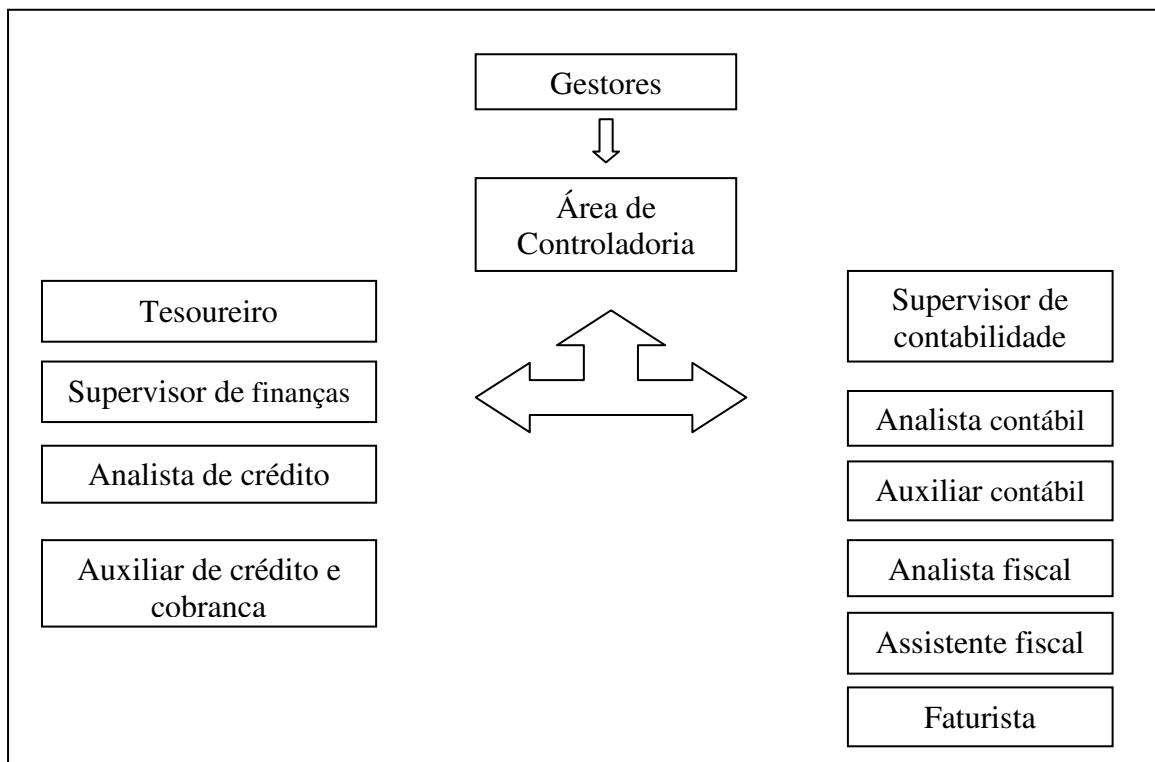 Gestores
Área de
Controladoria
Tesoureiro
Supervisor de finanças
Analista de crédito
Auxiliar de crédito e
cobranca
Supervisor de
contabilidade
Analista contábil
Auxiliar contábil
Analista fiscal
Assistente fiscal
Faturista